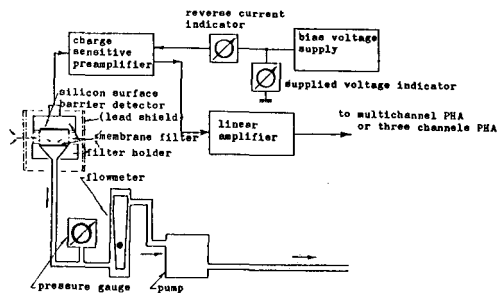 reverse current
indicator
charge
sensitive
preamplifier
bias voltage
supply
supplied voltage indicator
silicon surface
barrier detector
(lead shield)
membrane filter
filter holder
flowmeter
linear
amplifier
to multichannel PHA
or three channels PHA
pressure gauge
pump